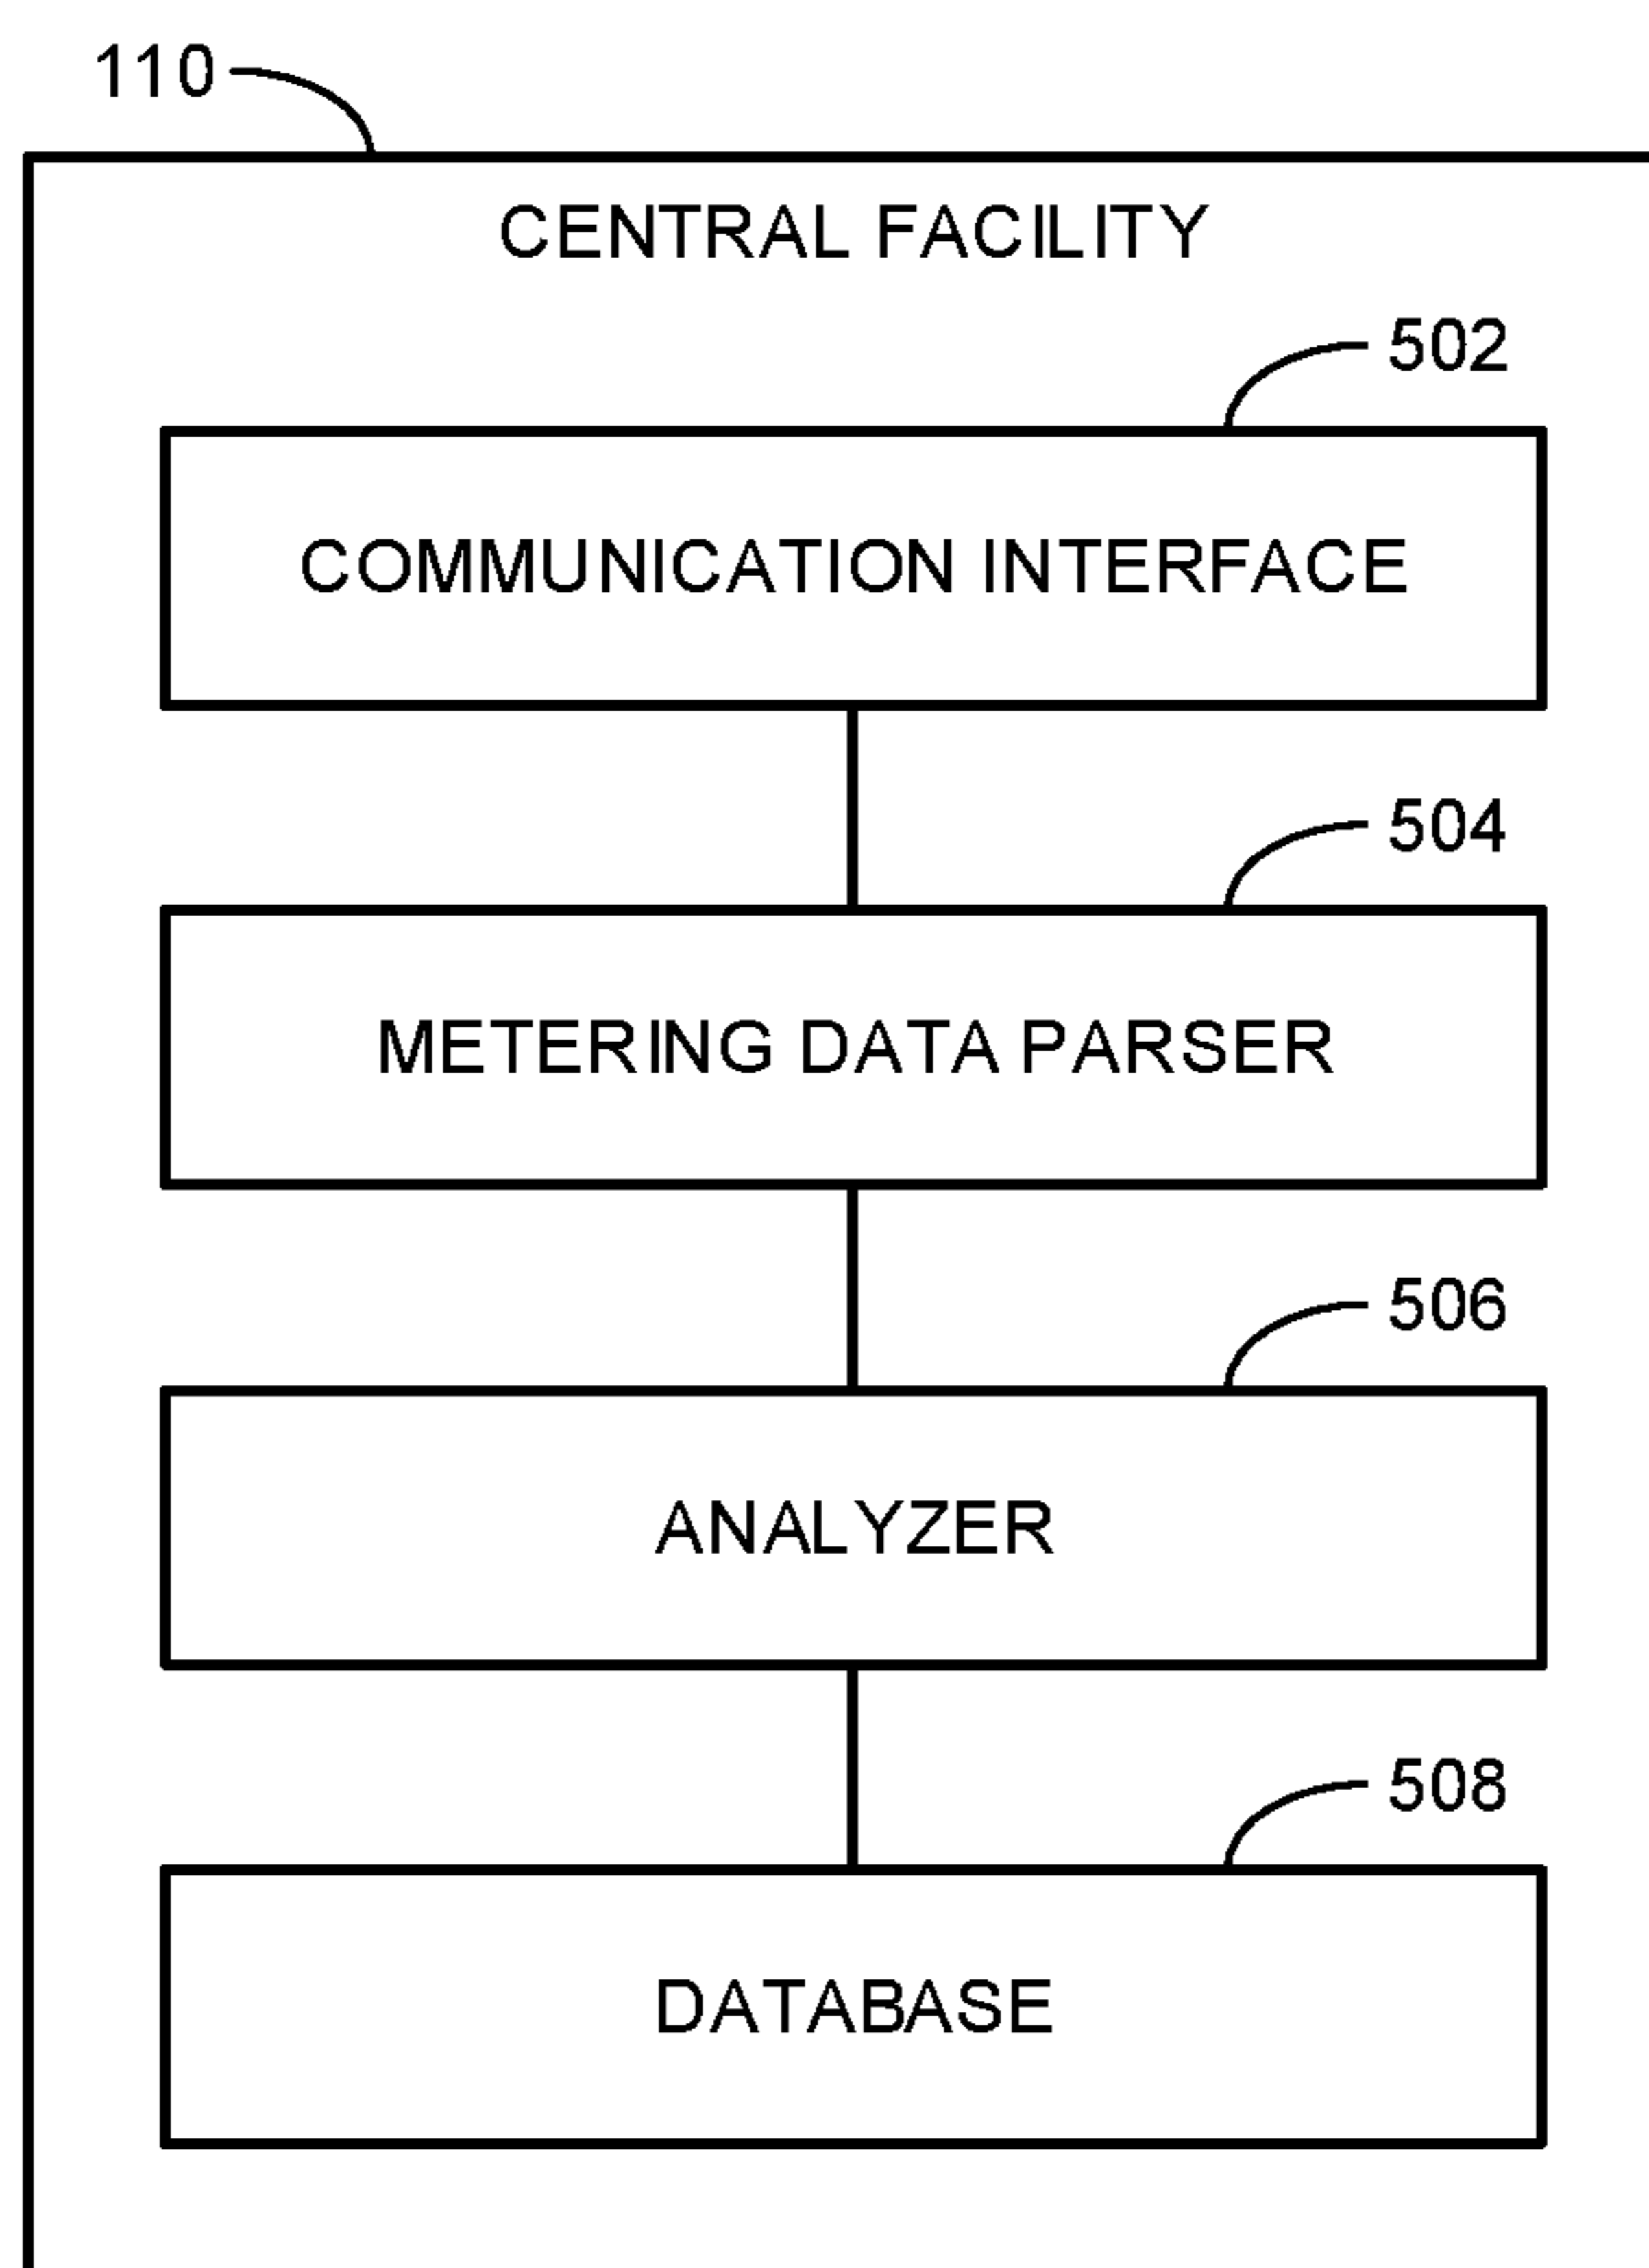 110
CENTRAL FACILITY
502
COMMUNICATION INTERFACE
504
METERING DATA PARSER
506
ANALYZER
508
DATABASE